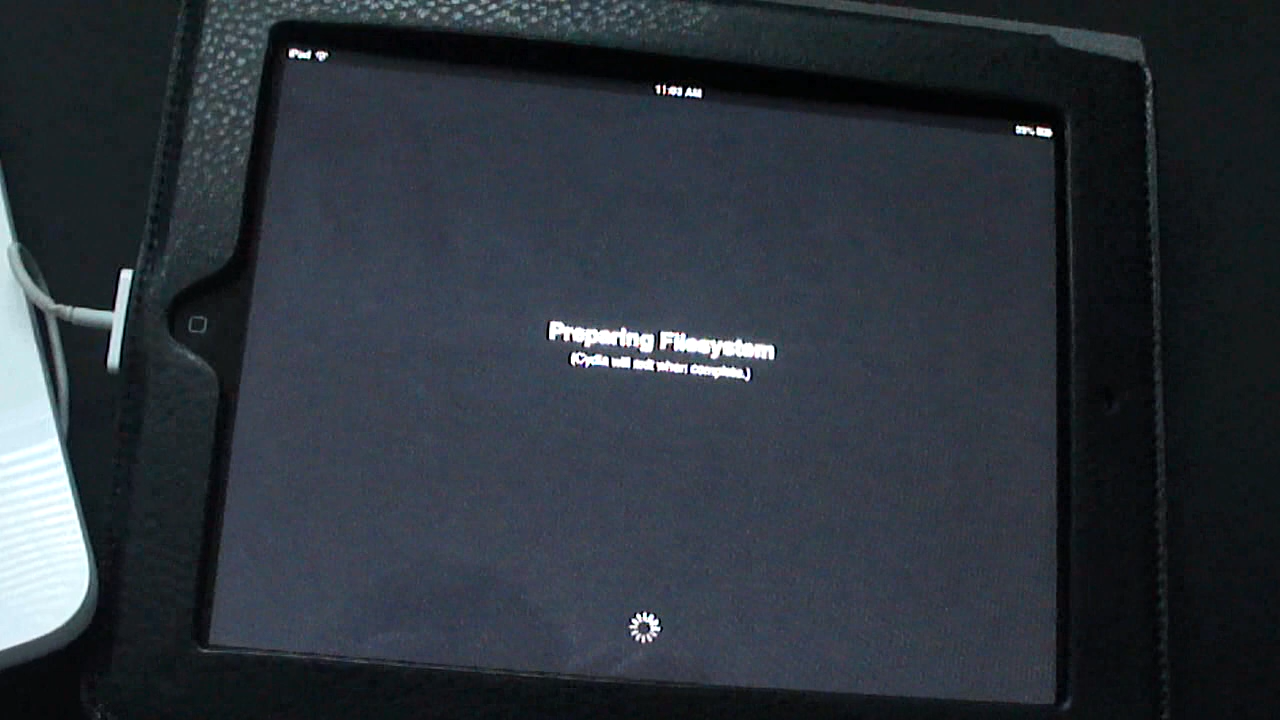 iPad
11:03 AM
Preparing Filesystem
(Cydia will exit when complete.)